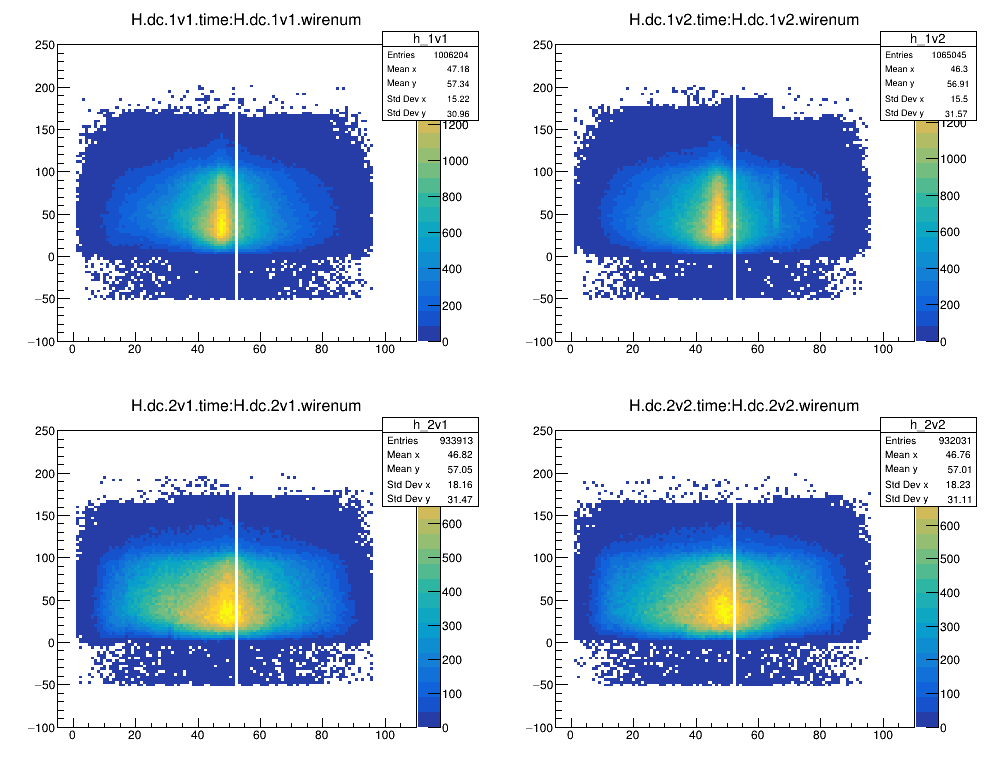 H.dc.1v1.time:H.dc.1v1.wirenum
h_1v1
Entries 1006204
Mean x 47.18
Mean y 57.34
Std Dev x 15.22
Std Dev y 30.96
250
200
150
100
50
0
−50
−100
0 20 40 60 80 100
1200
1000
800
600
400
200
0
H.dc.1v2.time:H.dc.1v2.wirenum
h_1v2
Entries 1065045
Mean x 46.3
Mean y 56.91
Std Dev x 15.5
Std Dev y 31.57
250
200
150
100
50
0
−50
−100
0 20 40 60 80 100
1200
1000
800
600
400
200
0
H.dc.2v1.time:H.dc.2v1.wirenum
h_2v1
Entries 933913
Mean x 46.82
Mean y 57.05
Std Dev x 18.16
Std Dev y 31.47
250
200
150
100
50
0
−50
−100
0 20 40 60 80 100
600
500
400
300
200
100
0
H.dc.2v2.time:H.dc.2v2.wirenum
h_2v2
Entries 932031
Mean x 46.76
Mean y 57.01
Std Dev x 18.23
Std Dev y 31.11
250
200
150
100
50
0
−50
−100
0 20 40 60 80 100
600
500
400
300
200
100
0